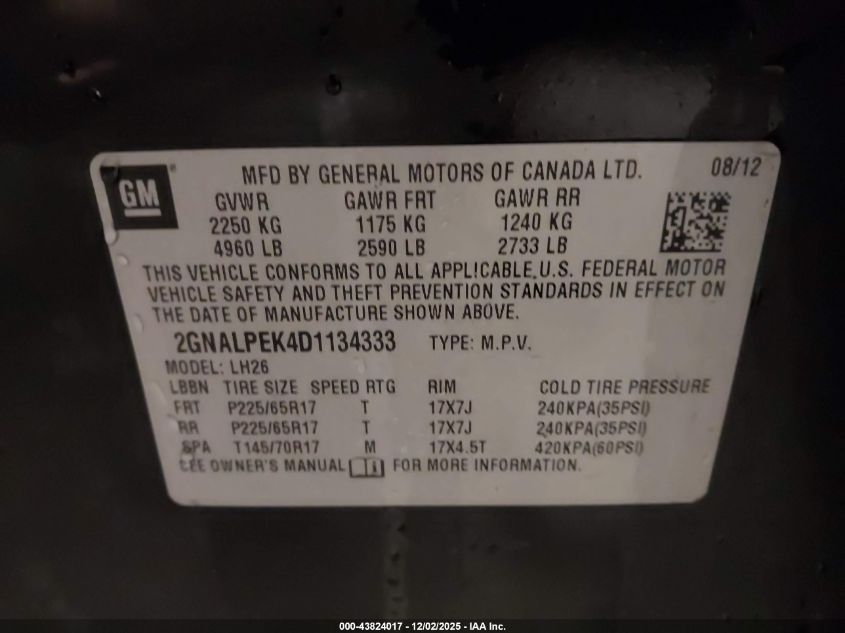 GM
MFD BY GENERAL MOTORS OF CANADA LTD. 08/12
GVWR GAWR FRT GAWR RR
2250 KG 1175 KG 1240 KG
4960 LB 2590 LB 2733 LB
THIS VEHICLE CONFORMS TO ALL APPLICABLE U.S. FEDERAL MOTOR
VEHICLE SAFETY AND THEFT PREVENTION STANDARDS IN EFFECT ON
THE DATE OF MANUFACTURE SHOWN ABOVE.
2GNALPEK4D1134333 TYPE: M.P.V.
MODEL: LH26
LBBN TIRE SIZE SPEED RTG RIM COLD TIRE PRESSURE
FRT P225/65R17 T 17X7J 240KPA(35PSI)
RR P225/65R17 T 17X7J 240KPA(35PSI)
SPA T145/70R17 M 17X4.5T 420KPA(60PSI)
SEE OWNER'S MANUAL FOR MORE INFORMATION.
000-43824017 - 12/02/2025 - IAA Inc.